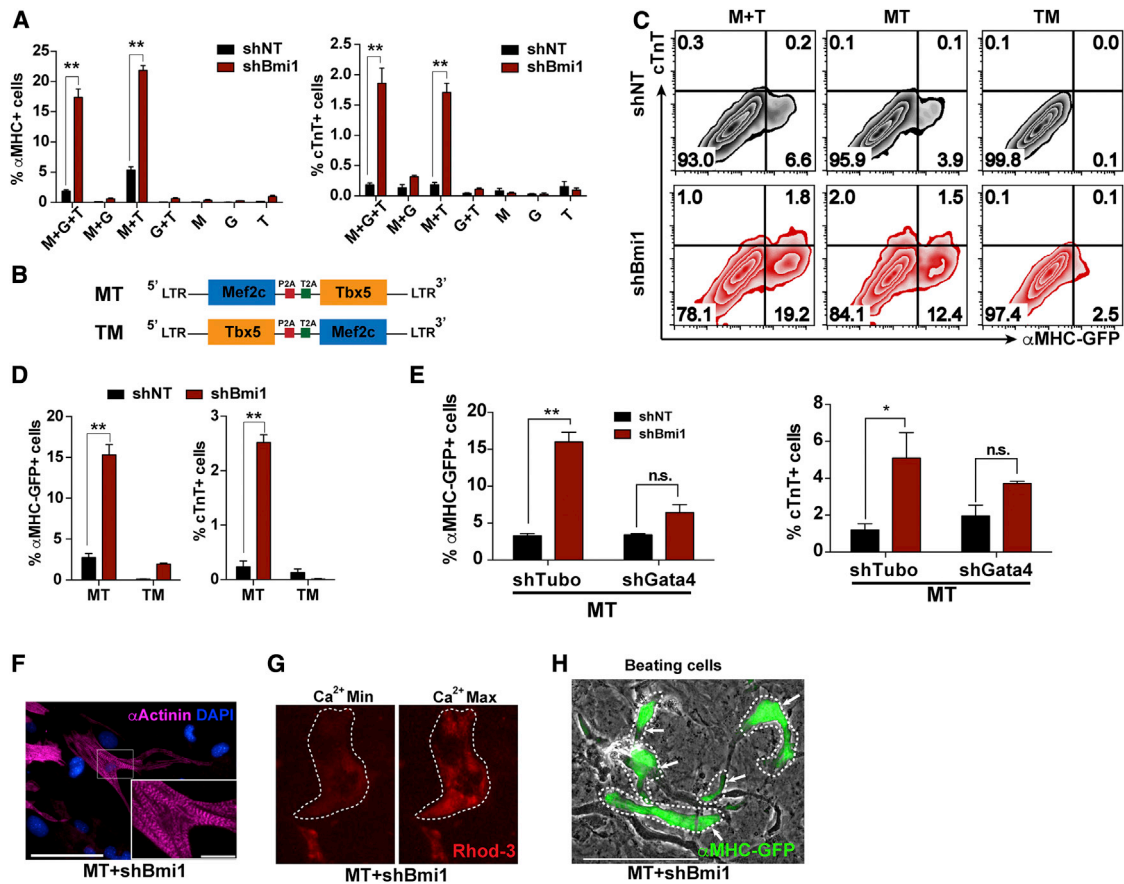 A
shNT
shBmi1
% αMHC+ cells
25
20
15
10
5
0
**
**
M+G+T
M+G
M+T
G+T
M
G
T
shNT
shBmi1
% cTnT+ cells
2.5
2.0
1.5
1.0
0.5
0.0
**
**
M+G+T
M+G
M+T
G+T
M
G
T
B
MT 5' LTR Mef2c P2A T2A Tbx5 LTR 3'
TM 5' LTR Tbx5 P2A T2A Mef2c LTR 3'
C
M+T MT TM
cTnT
shNT
0.3 0.2 0.1 0.1 0.1 0.0
93.0 6.6 95.9 3.9 99.8 0.1
shBmi1
1.0 1.8 2.0 1.5 0.1 0.1
78.1 19.2 84.1 12.4 97.4 2.5
αMHC-GFP
D
shNT shBmi1
% αMHC-GFP+ cells
20
15
10
5
0
**
MT TM
% cTnT+ cells
3
2
1
0
**
MT TM
E
% αMHC-GFP+ cells
20
15
10
5
0
**
n.s.
shNT
shBmi1
shTubo shGata4
MT
% cTnT+ cells
8
6
4
2
0
*
n.s.
shTubo shGata4
MT
F
αActinin DAPI
MT+shBmi1
G
Ca2+ Min Ca2+ Max
Rhod-3
MT+shBmi1
H
Beating cells
αMHC-GFP
MT+shBmi1